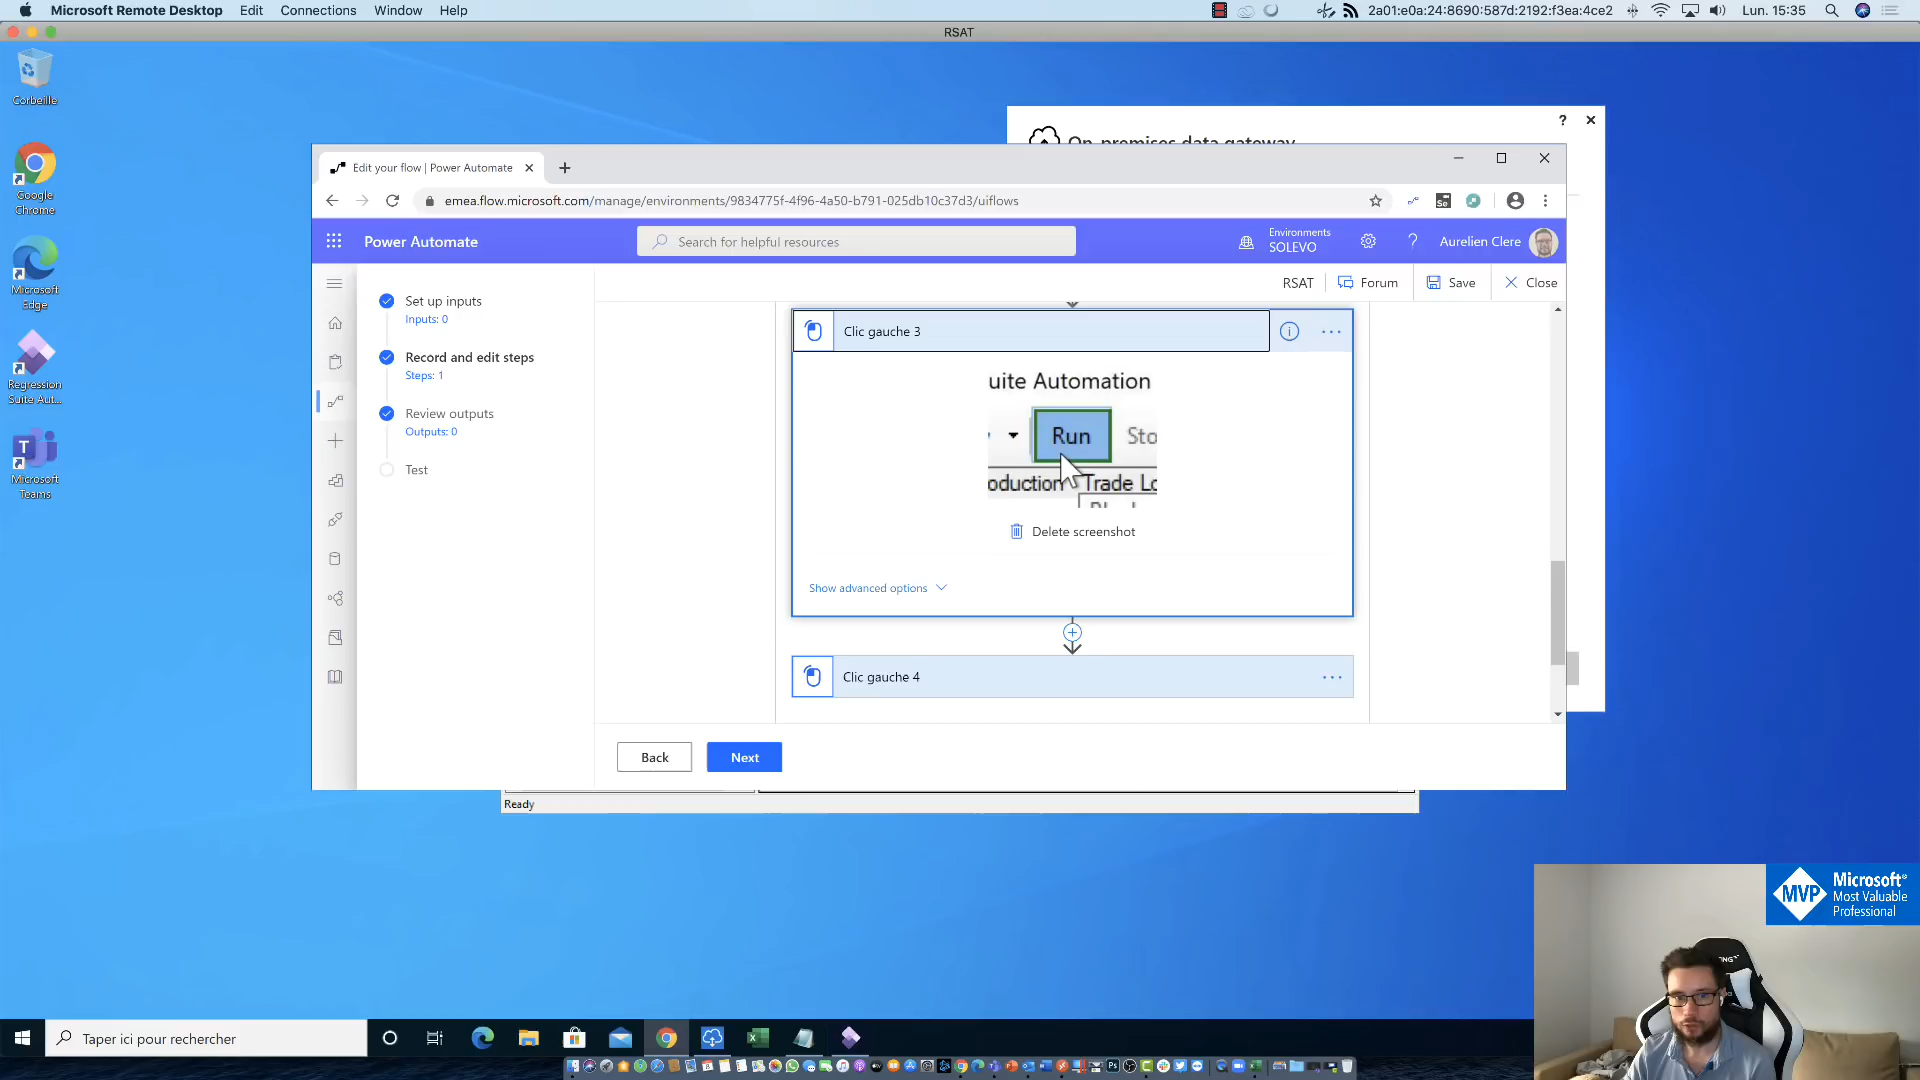 Microsoft Remote Desktop Edit Connections Window Help
2a01:e0a:24:8690:587d:2192:f3ea:4ce2 Lun. 15:35
RSAT
Corbeille
Google
Chrome
Microsoft
Edge
Regression
Suite Aut...
Microsoft
Teams
On-premises data gateway
Edit your flow | Power Automate
emea.flow.microsoft.com/manage/environments/9834775f-4f96-4a50-b791-025db10c37d3/uiflows
Power Automate
Search for helpful resources
Environments
SOLEVO
Aurelien Clere
RSAT Forum Save Close
Set up inputs
Inputs: 0
Record and edit steps
Steps: 1
Review outputs
Outputs: 0
Test
Clic gauche 3
uite Automation
Run Sto
oduction Trade Lo
Delete screenshot
Show advanced options
Clic gauche 4
Back Next
Ready
MVP
Microsoft®
Most Valuable
Professional
Taper ici pour rechercher